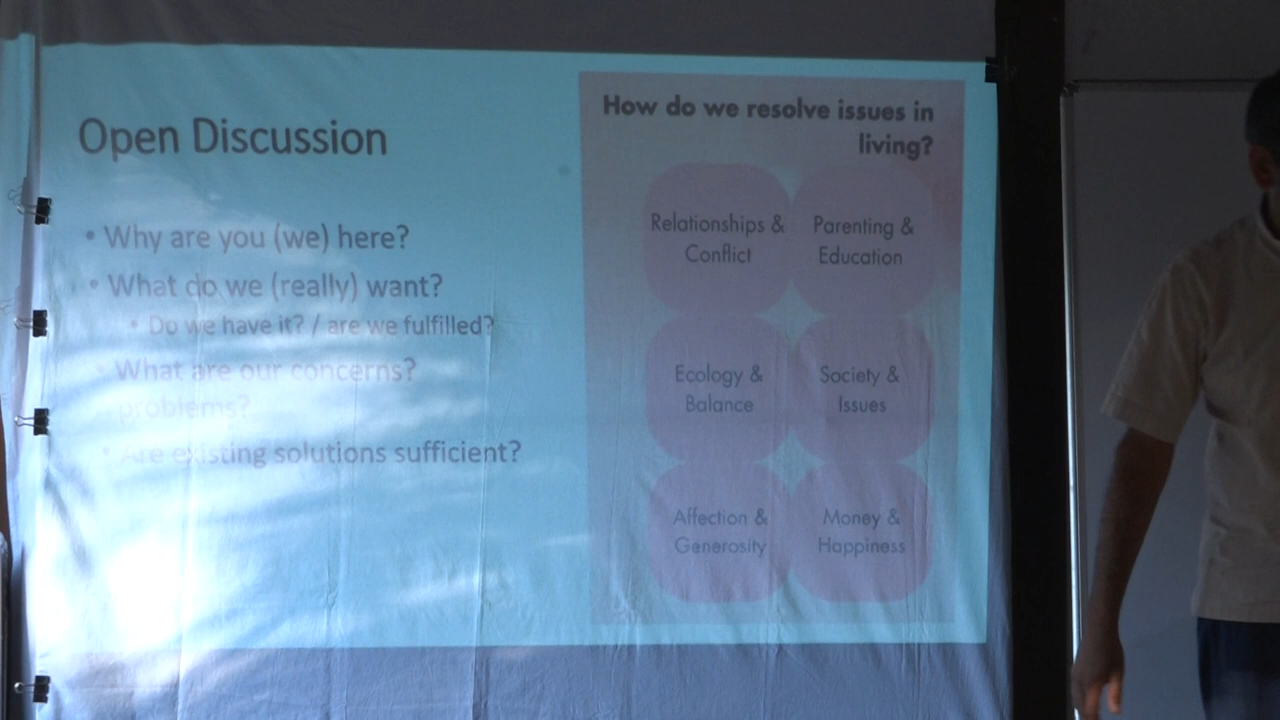 Open Discussion
• Why are you (we) here?
• What do we (really) want?
• Do we have it? / are we fulfilled?
• What are our concerns?
problems?
• Are existing solutions sufficient?
How do we resolve issues in
living?
Relationships &
Conflict
Parenting &
Education
Ecology &
Balance
Society &
Issues
Affection &
Generosity
Money &
Happiness